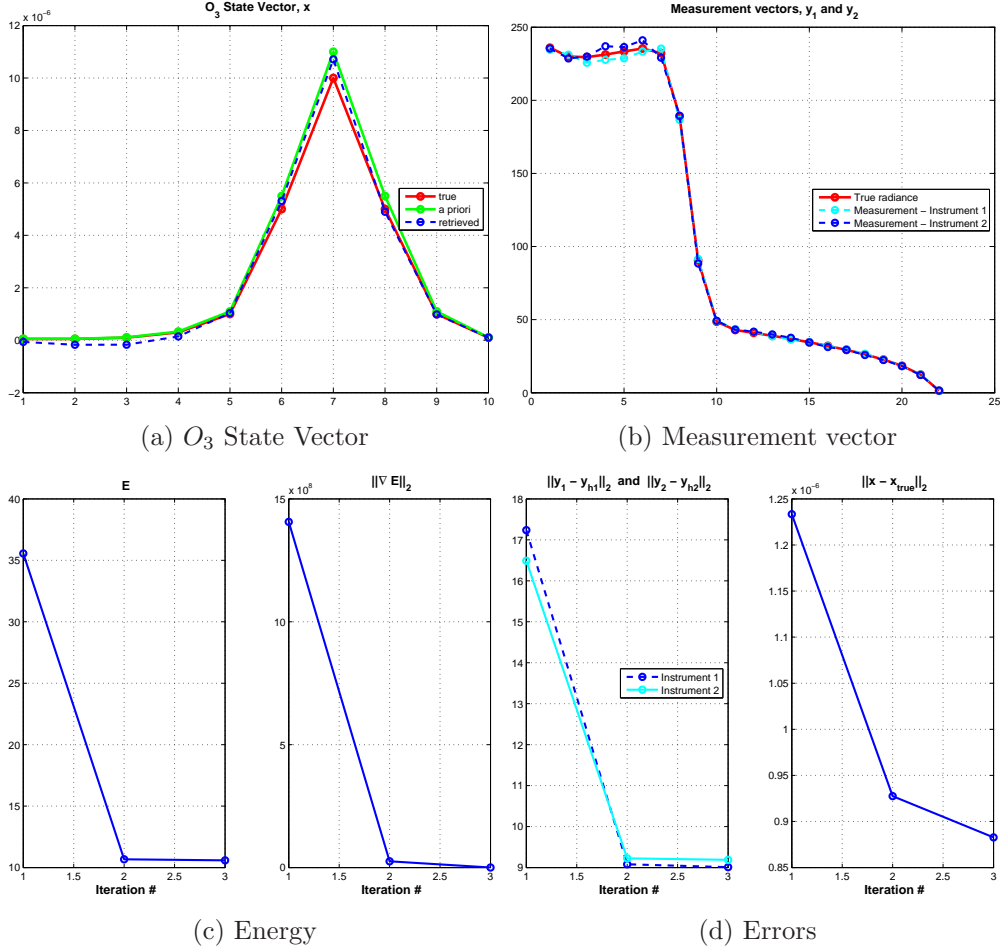 O3 State Vector, x
x 10^-6
12
10
8
6
4
2
0
−2
1 2 3 4 5 6 7 8 9 10
true
a priori
retrieved
(a) O3 State Vector
Measurement vectors, y1 and y2
250
200
150
100
50
0
0 5 10 15 20 25
True radiance
Measurement − Instrument 1
Measurement − Instrument 2
(b) Measurement vector
E
40
35
30
25
20
15
10
1 1.5 2 2.5 3
Iteration #
||∇ E||2
x 10^8
15
10
5
0
1 1.5 2 2.5 3
Iteration #
(c) Energy
||y1 − yh1||2 and ||y2 − yh2||2
18
17
16
15
14
13
12
11
10
9
1 1.5 2 2.5 3
Instrument 1
Instrument 2
Iteration #
||x − xtrue||2
x 10^-6
1.25
1.2
1.15
1.1
1.05
1
0.95
0.9
0.85
1 1.5 2 2.5 3
Iteration #
(d) Errors